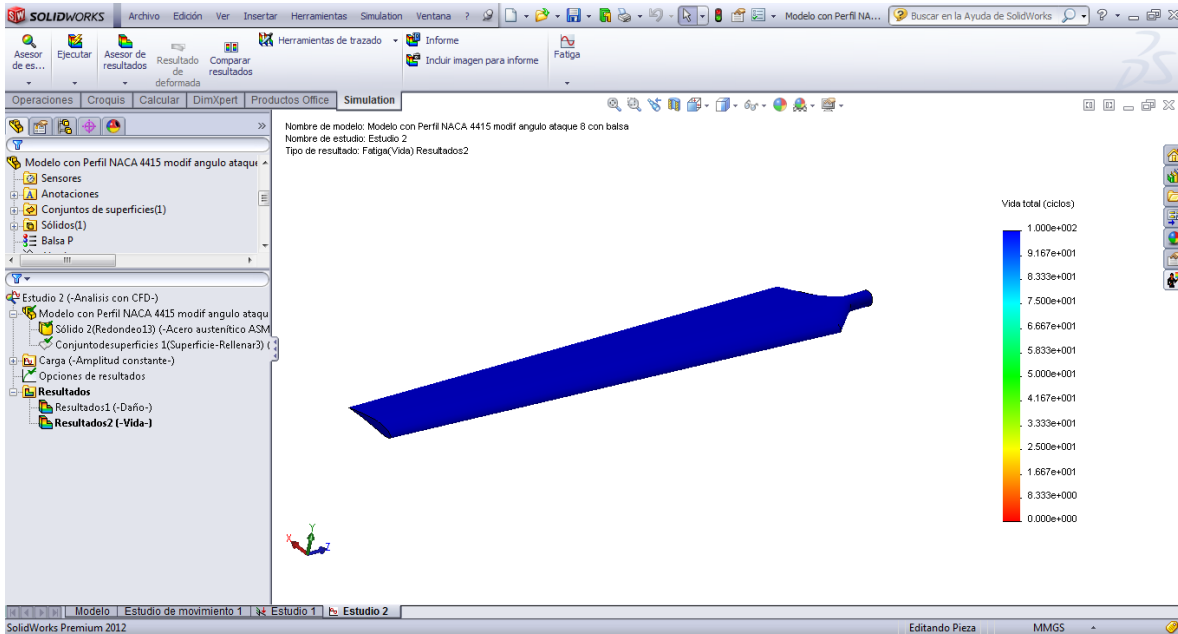 SOLIDWORKS Archivo Edición Ver Insertar Herramientas Simulation Ventana ? Modelo con Perfil NA... Buscar en la Ayuda de SolidWorks
Asesor de es...
Ejecutar
Asesor de resultados
Resultado de deformada
Comparar resultados
Herramientas de trazado
Informe
Incluir imagen para informe
Fatiga
Operaciones Croquis Calcular DimXpert Productos Office Simulation
Nombre de modelo: Modelo con Perfil NACA 4415 modif angulo ataque 8 con balsa
Nombre de estudio: Estudio 2
Tipo de resultado: Fatiga(Vida) Resultados2
Modelo con Perfil NACA 4415 modif angulo ataque
Sensores
Anotaciones
Conjuntos de superficies(1)
Sólidos(1)
Balsa P
Estudio 2 (-Analisis con CFD-)
Modelo con Perfil NACA 4415 modif angulo ataqu
Sólido 2(Redondeo13) (-Acero austenítico ASM
Conjuntodesuperficies 1(Superficie-Rellenar3) (
Carga (-Amplitud constante-)
Opciones de resultados
Resultados
Resultados1 (-Daño-)
Resultados2 (-Vida-)
Vida total (ciclos)
1.000e+002
9.167e+001
8.333e+001
7.500e+001
6.667e+001
5.833e+001
5.000e+001
4.167e+001
3.333e+001
2.500e+001
1.667e+001
8.333e+000
0.000e+000
X Y Z
Modelo Estudio de movimiento 1 Estudio 1 Estudio 2
SolidWorks Premium 2012 Editando Pieza MMGS